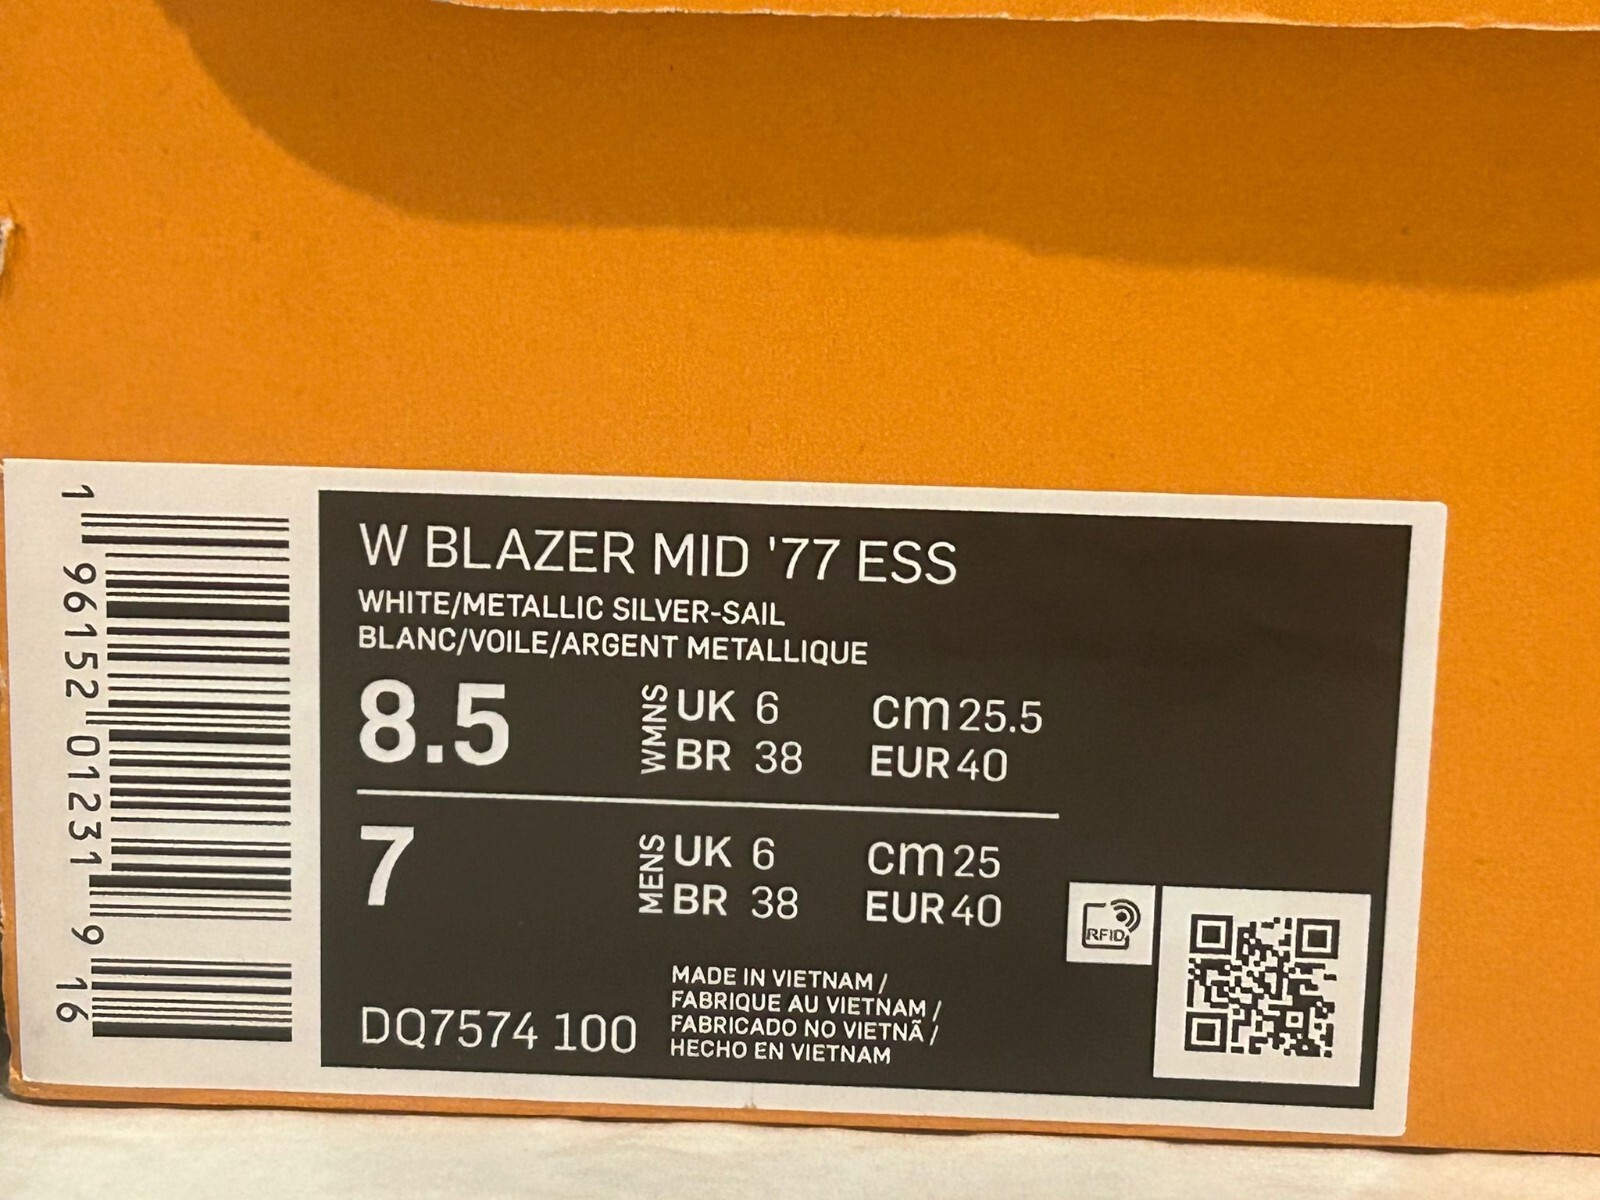 W BLAZER MID '77 ESS
WHITE/METALLIC SILVER-SAIL
BLANC/VOILE/ARGENT METALLIQUE
8.5 WMNS UK 6 cm 25.5
BR 38 EUR 40
7 MENS UK 6 cm 25
BR 38 EUR 40
DQ7574 100
MADE IN VIETNAM /
FABRIQUE AU VIETNAM /
FABRICADO NO VIETNÃ /
HECHO EN VIETNAM
RFID
1 96152 01231 9 16